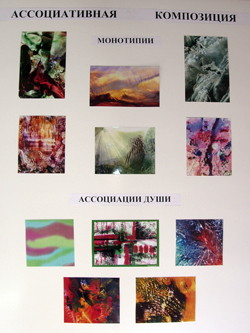 АССОЦИАТИВНАЯ КОМПОЗИЦИЯ
МОНОТИПИИ
АССОЦИАЦИИ ДУШИ